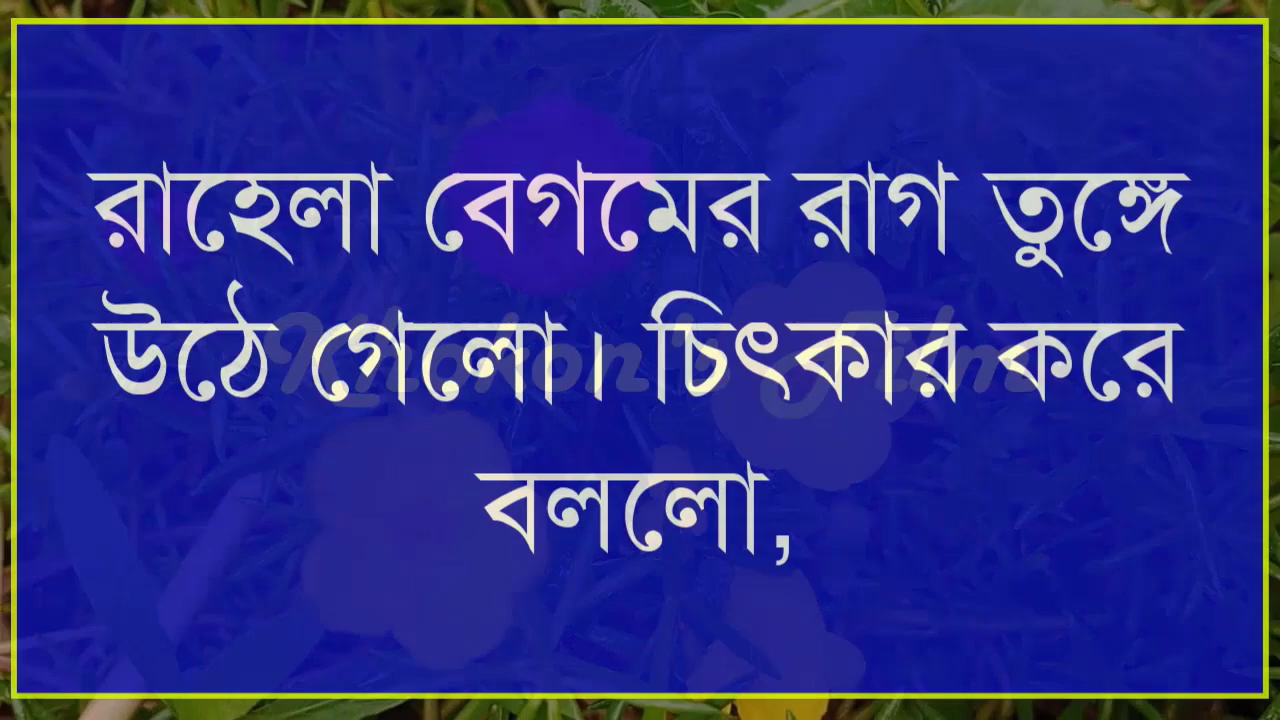 রাহেলা বেগমের রাগ তুঙ্গে
উঠে গেলো। চিৎকার করে
বললো,